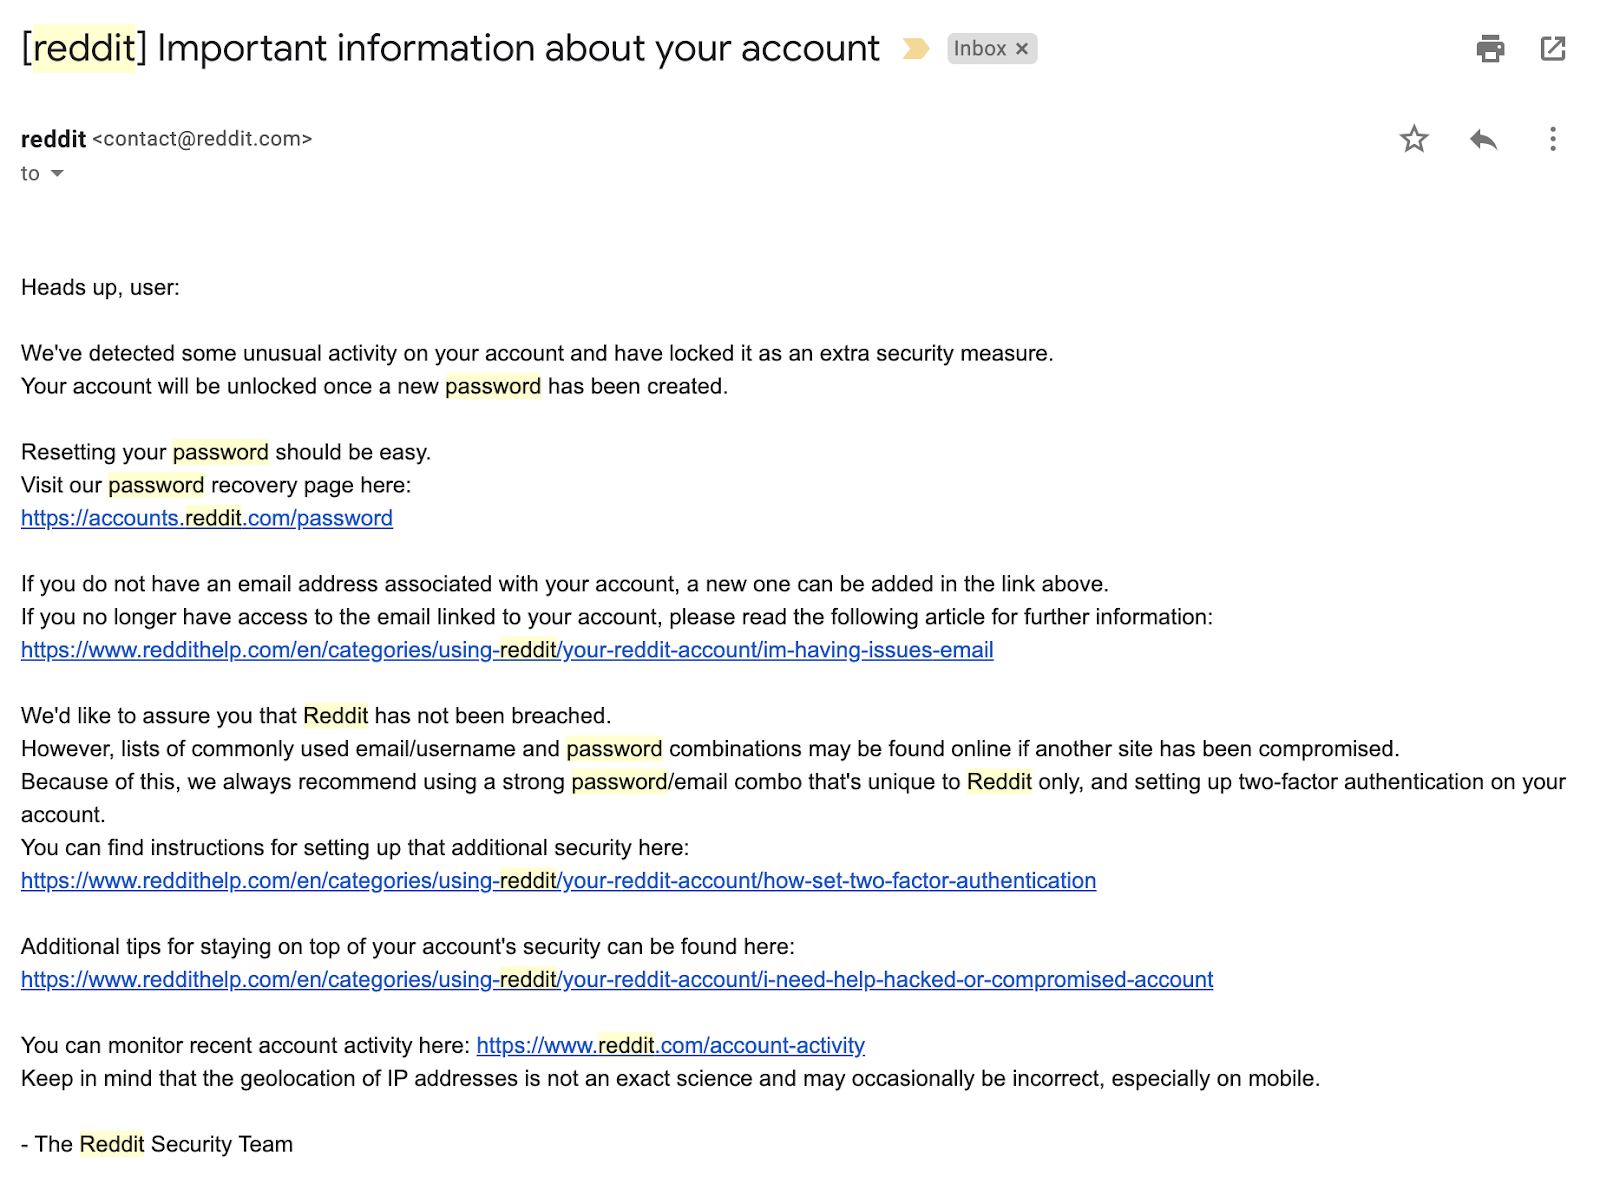 [reddit] Important information about your account Inbox ×
reddit <contact@reddit.com>
to
Heads up, user:
We've detected some unusual activity on your account and have locked it as an extra security measure.
Your account will be unlocked once a new password has been created.
Resetting your password should be easy.
Visit our password recovery page here:
https://accounts.reddit.com/password
If you do not have an email address associated with your account, a new one can be added in the link above.
If you no longer have access to the email linked to your account, please read the following article for further information:
https://www.reddithelp.com/en/categories/using-reddit/your-reddit-account/im-having-issues-email
We'd like to assure you that Reddit has not been breached.
However, lists of commonly used email/username and password combinations may be found online if another site has been compromised.
Because of this, we always recommend using a strong password/email combo that's unique to Reddit only, and setting up two-factor authentication on your
account.
You can find instructions for setting up that additional security here:
https://www.reddithelp.com/en/categories/using-reddit/your-reddit-account/how-set-two-factor-authentication
Additional tips for staying on top of your account's security can be found here:
https://www.reddithelp.com/en/categories/using-reddit/your-reddit-account/i-need-help-hacked-or-compromised-account
You can monitor recent account activity here: https://www.reddit.com/account-activity
Keep in mind that the geolocation of IP addresses is not an exact science and may occasionally be incorrect, especially on mobile.
- The Reddit Security Team